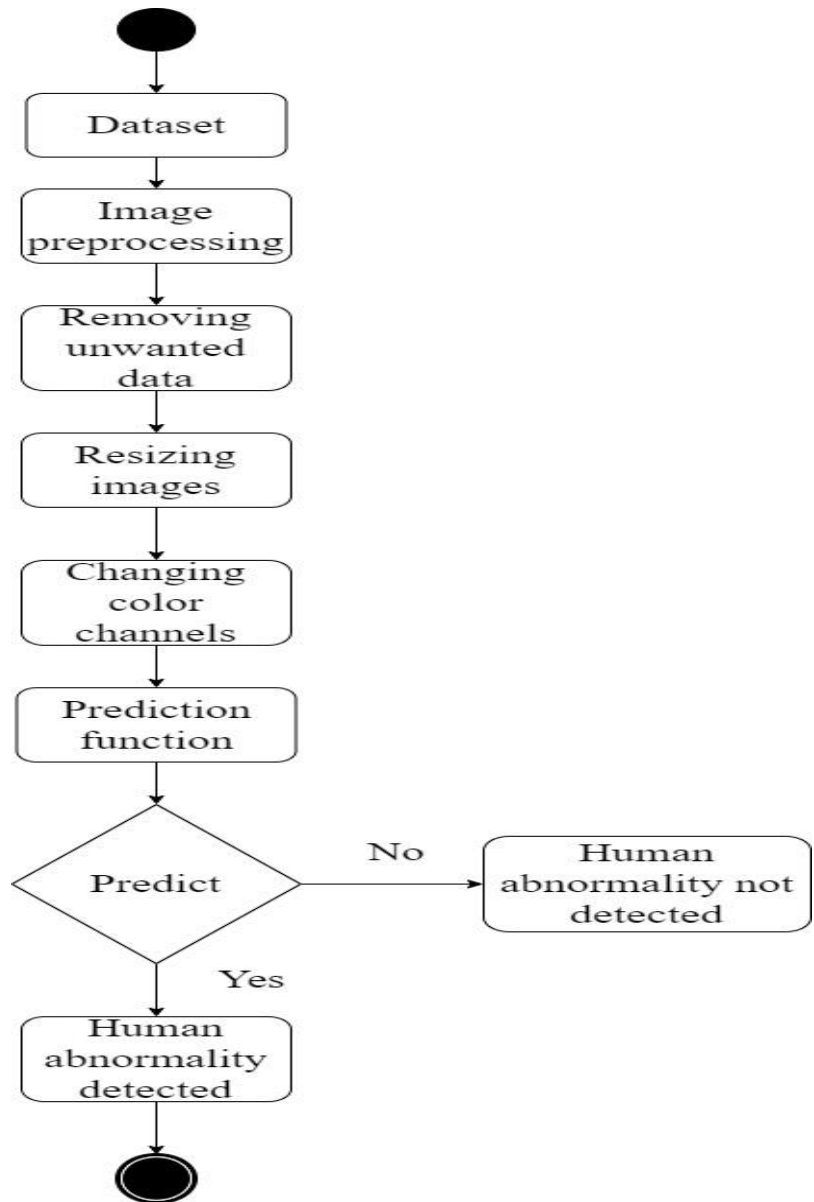 Dataset
Image
preprocessing
Removing
unwanted
data
Resizing
images
Changing
color
channels
Prediction
function
Predict
No
Human
abnormality not
detected
Yes
Human
abnormality
detected